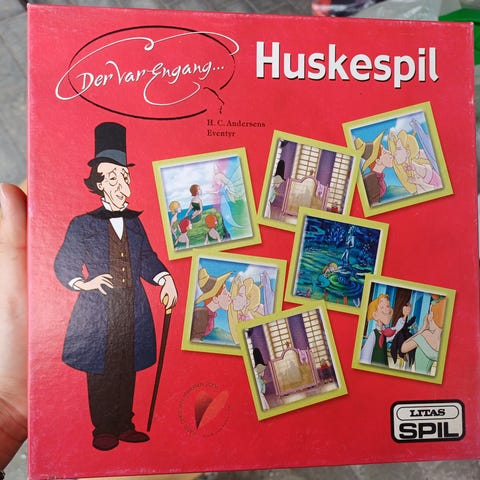 Der var engang...
Huskespil
H. C. Andersens
Eventyr
LITAS
SPIL